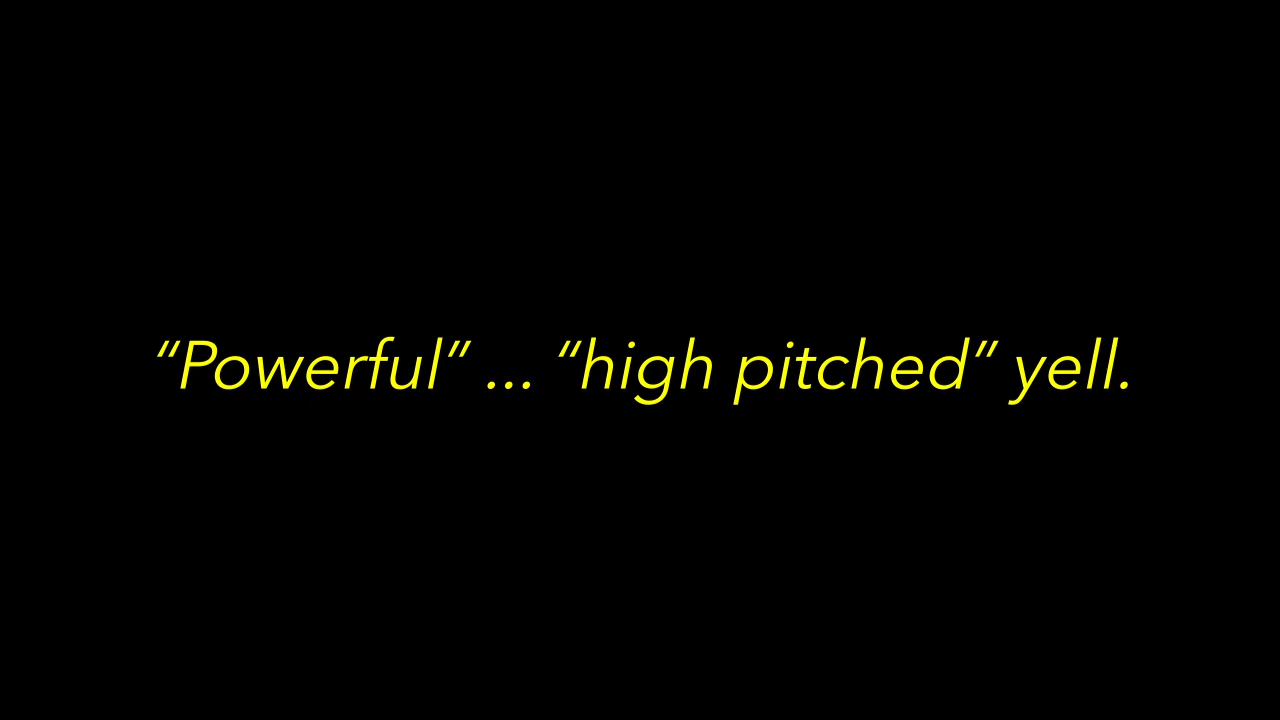 “Powerful” ... “high pitched” yell.